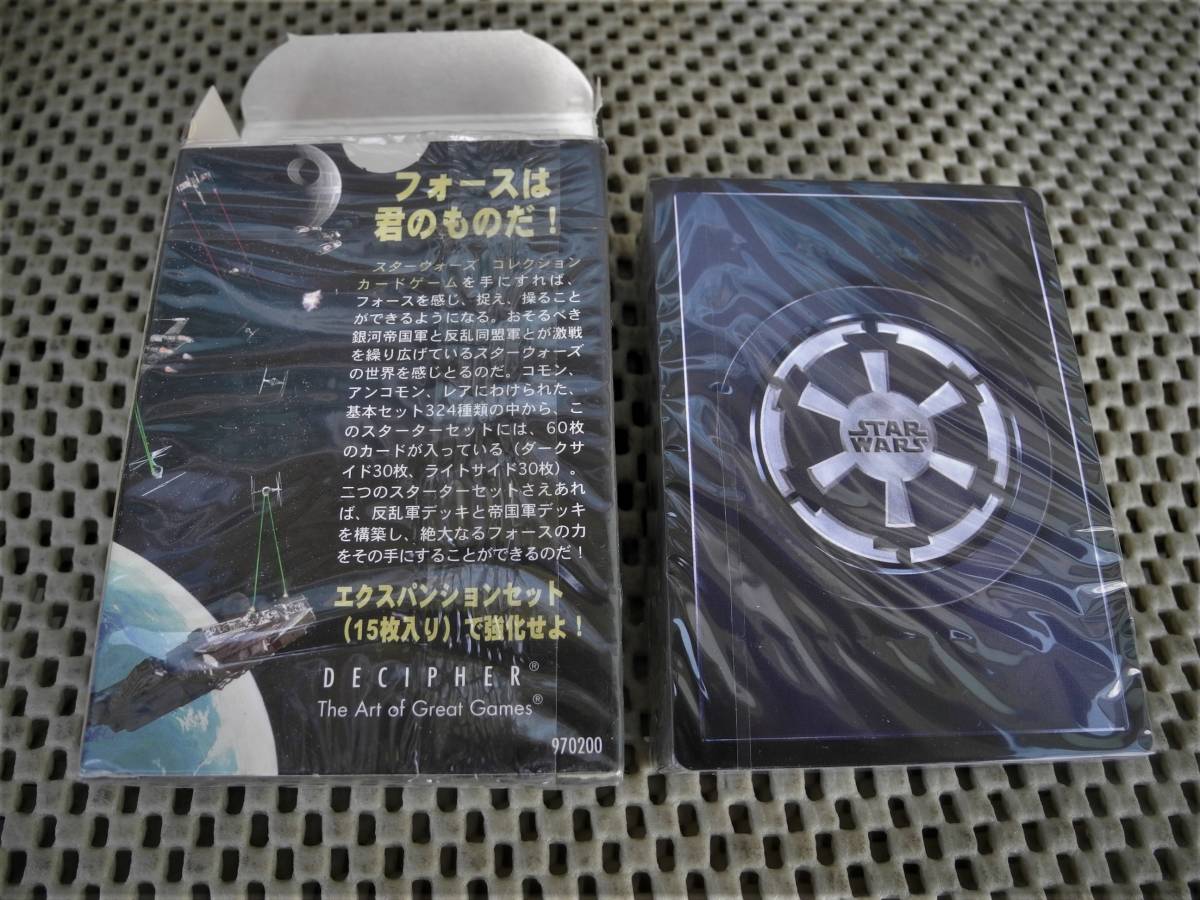 フォースは
君のものだ！
スターウォーズ コレクション
カードゲームを手にすれば、
フォースを感じ、捉え、操ること
ができるようになる。おそるべき
銀河帝国軍と反乱同盟軍とが激戦
を繰り広げているスターウォーズ
の世界を感じとるのだ。コモン、
アンコモン、レアにわけられた、
基本セット324種類の中から、こ
のスターターセットには、60枚
のカードが入っている（ダークサ
イド30枚、ライトサイド30枚）。
二つのスターターセットさえあれ
ば、反乱軍デッキと帝国軍デッキ
を構築し、絶大なるフォースの力
をその手にすることができるのだ！
エクスパンションセット
（15枚入り）で強化せよ！
DECIPHER®
The Art of Great Games®
970200
STAR
WARS